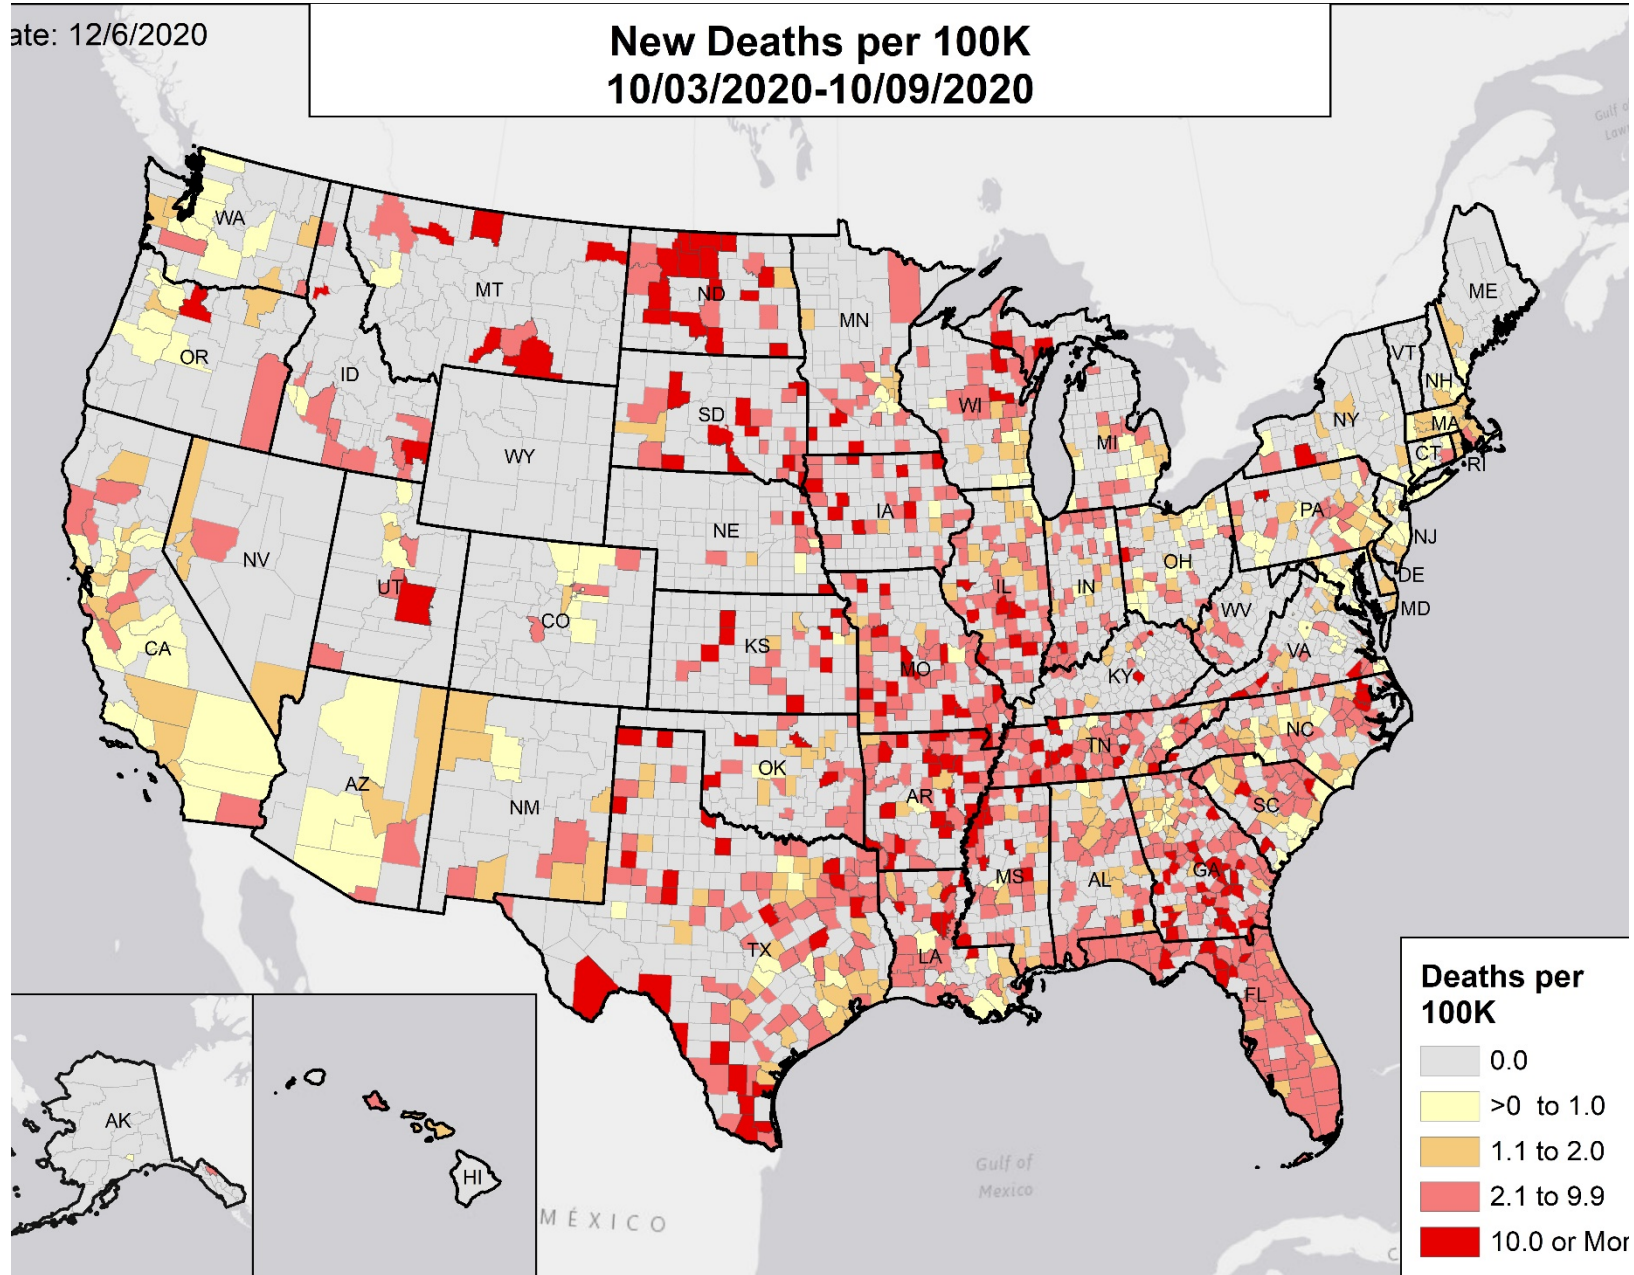 ate: 12/6/2020
New Deaths per 100K
10/03/2020-10/09/2020
Gulf of
Law
WA
MT
ND
MN
ME
OR
ID
SD
WI
VT
NH
NY
MA
MI
WY
CT
RI
IA
NE
PA
NJ
NV
UT
CO
IL
IN
OH
DE
WV
MD
CA
KS
MO
KY
VA
AZ
NM
OK
TN
NC
AR
SC
MS
AL
GA
TX
LA
FL
AK
HI
Gulf of
Mexico
MÉXICO
C
Deaths per
100K
0.0
>0 to 1.0
1.1 to 2.0
2.1 to 9.9
10.0 or Mor